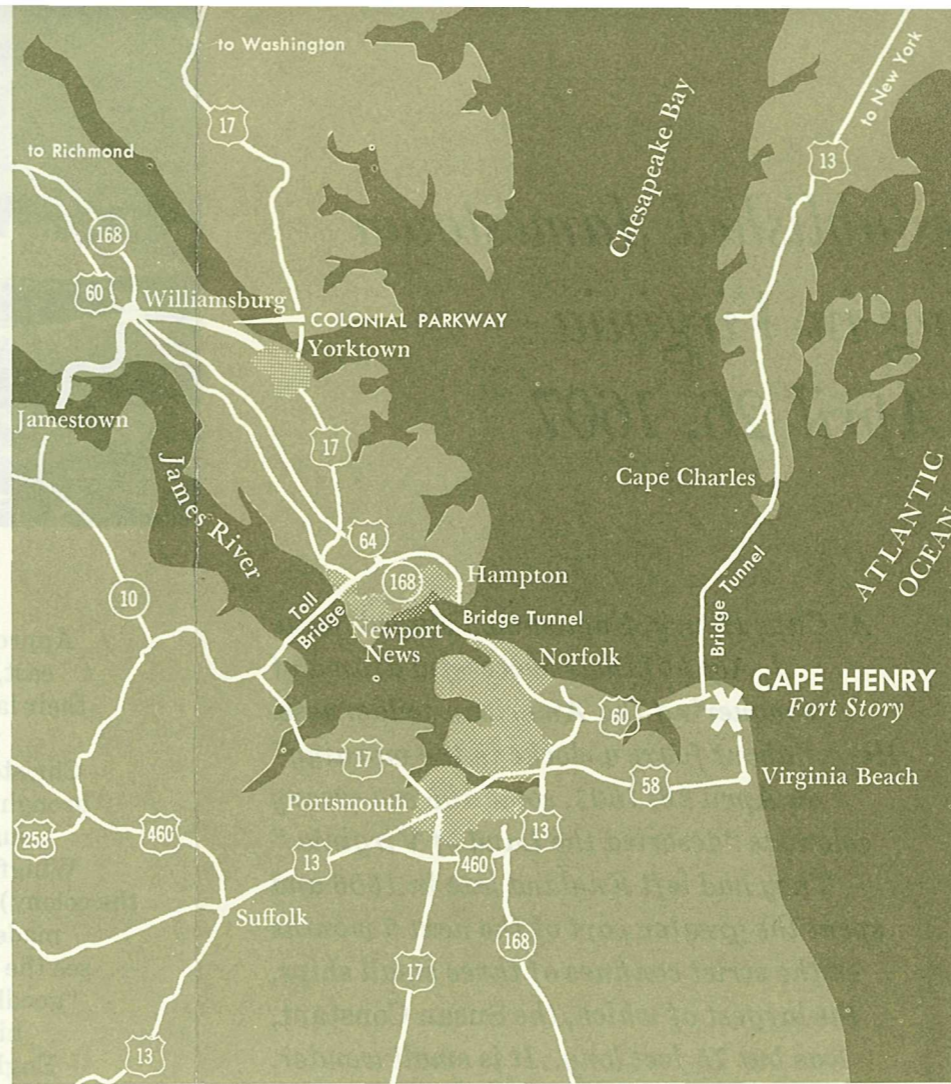 to Washington
17
to Richmond
168
60
Williamsburg
COLONIAL PARKWAY
Yorktown
Jamestown
17
James River
10
64
168
Hampton
Toll
Bridge
Newport
News
Bridge Tunnel
Norfolk
Chesapeake Bay
to New York
13
Cape Charles
ATLANTIC
OCEAN
Bridge Tunnel
CAPE HENRY
Fort Story
60
58
Virginia Beach
17
Portsmouth
258
460
13
460
13
Suffolk
168
17
13